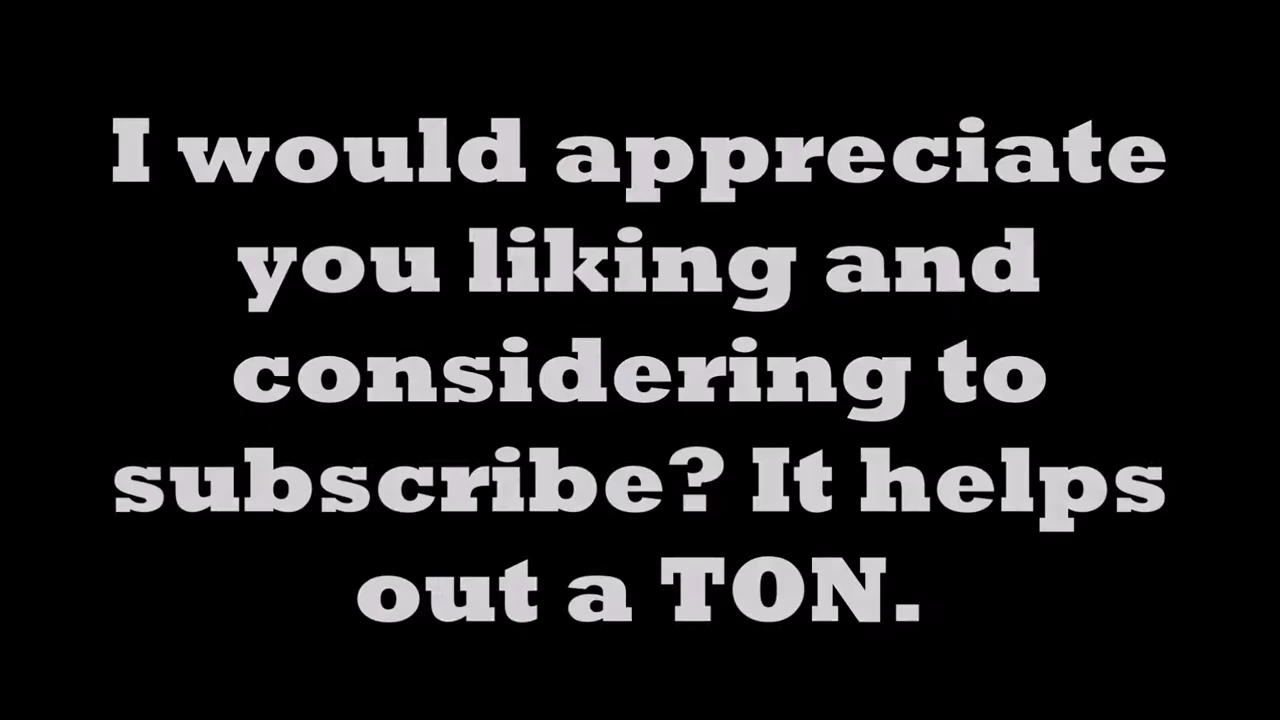 I would appreciate
you liking and
considering to
subscribe? It helps
out a TON.